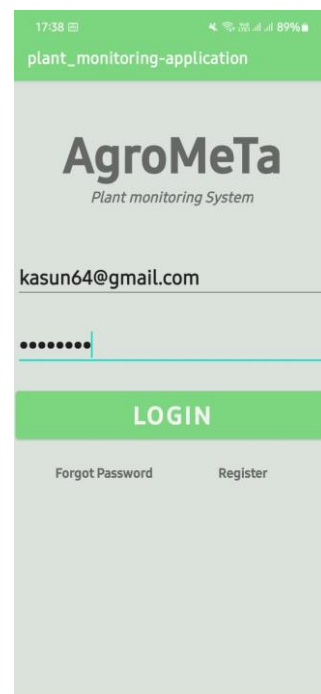 17:38 89%
plant_monitoring-application
AgroMeTa
Plant monitoring System
kasun64@gmail.com
••••••••
LOGIN
Forgot Password Register